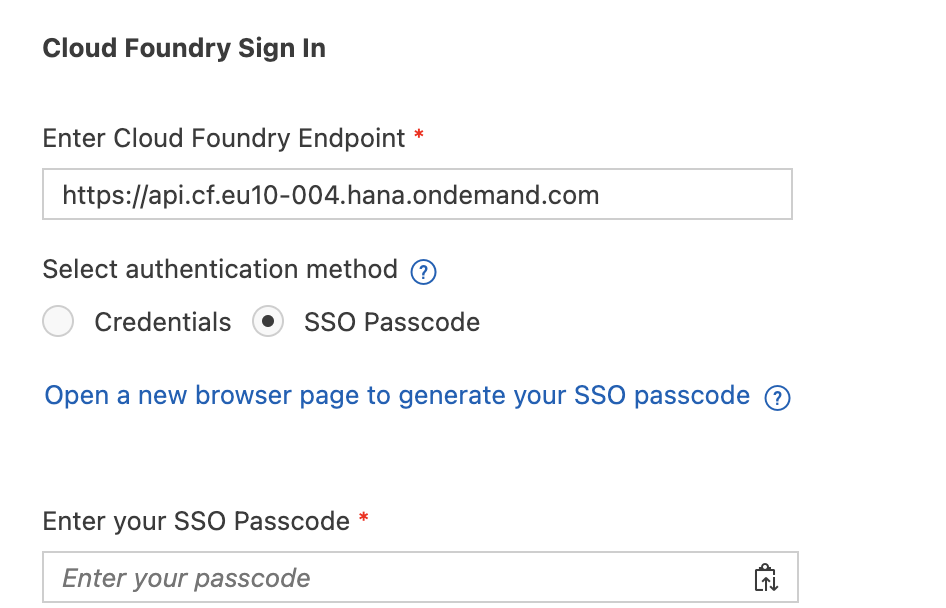 Cloud Foundry Sign In
Enter Cloud Foundry Endpoint *
https://api.cf.eu10-004.hana.ondemand.com
Select authentication method ?
Credentials SSO Passcode
Open a new browser page to generate your SSO passcode ?
Enter your SSO Passcode *
Enter your passcode